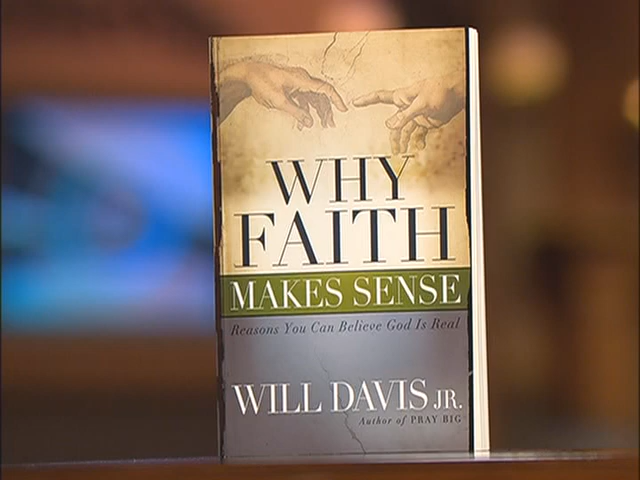 WHY
FAITH
MAKES SENSE
Reasons You Can Believe God Is Real
WILL DAVIS JR.
Author of PRAY BIG